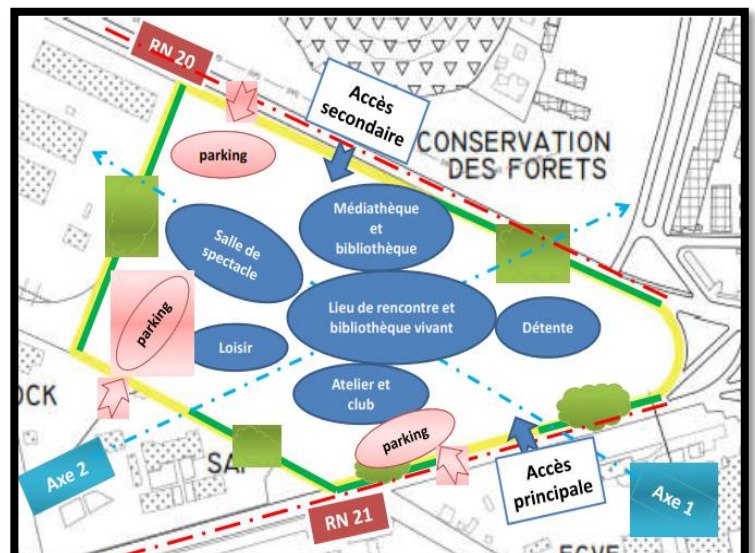 RN 20
Accès
secondaire
CONSERVATION
DES FORETS
parking
Médiathèque
et
bibliothèque
Salle de
spectacle
Lieu de rencontre et
bibliothèque vivant
Détente
parking
Loisir
Atelier et
club
OCK
parking
Axe 2
SA
Accès
principale
Axe 1
RN 21